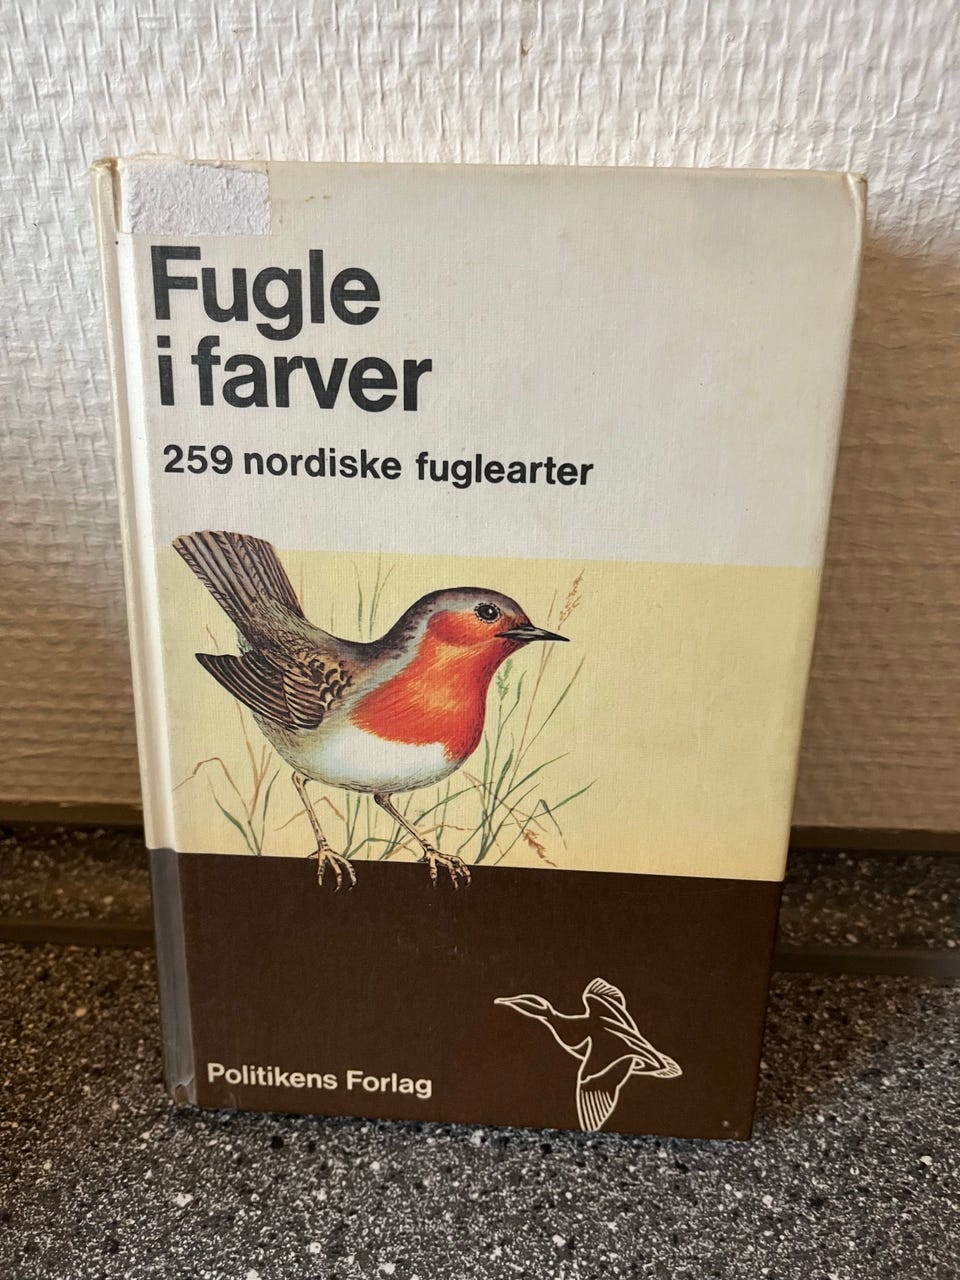 Fugle
i farver
259 nordiske fuglearter
Politikens Forlag